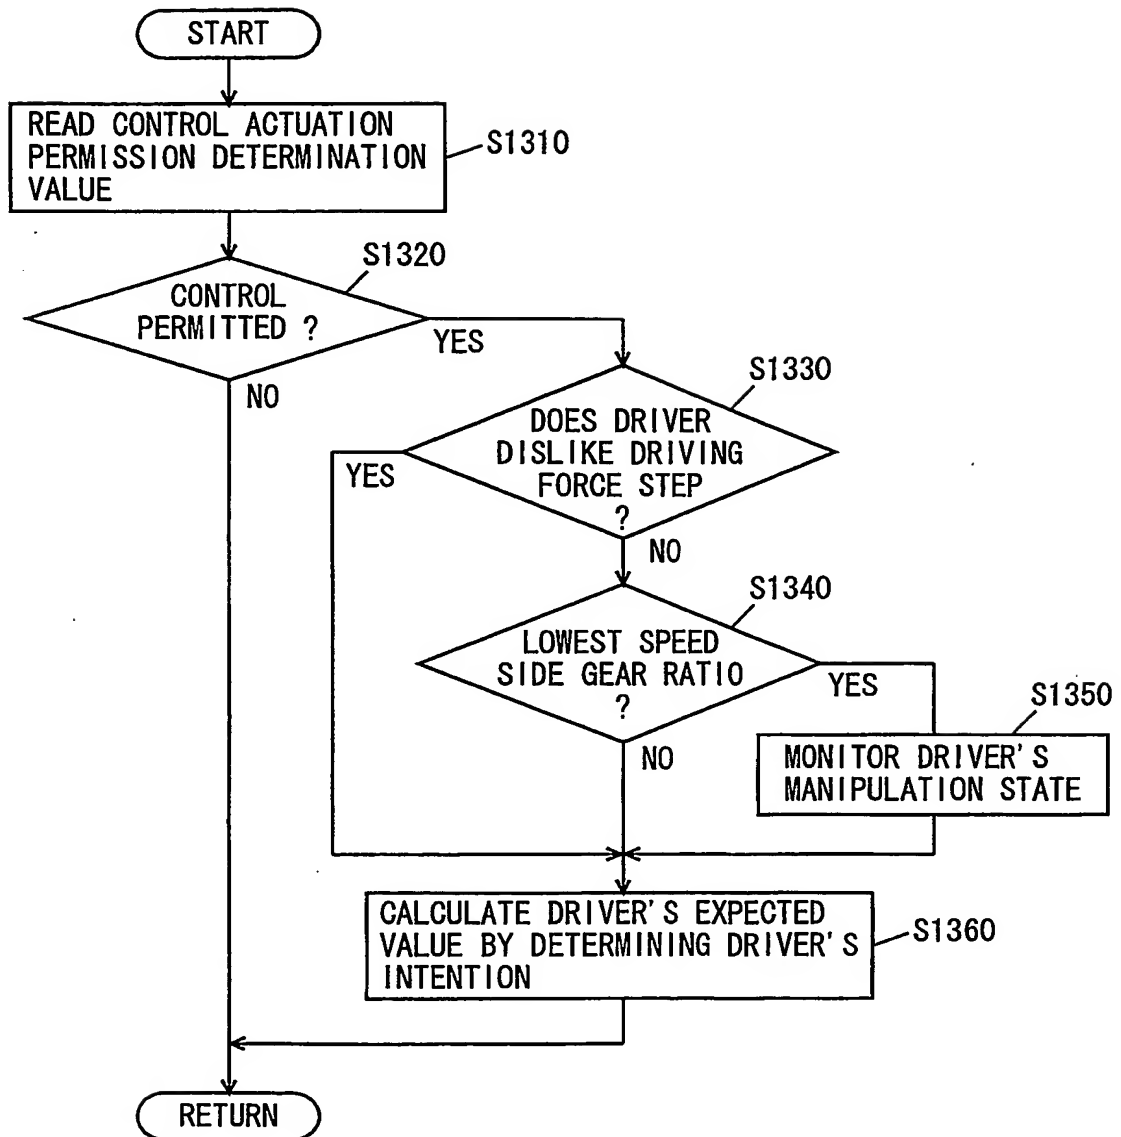 START
READ CONTROL ACTUATION
PERMISSION DETERMINATION
VALUE
S1310
S1320
CONTROL
PERMITTED ?
YES
NO
S1330
DOES DRIVER
DISLIKE DRIVING
FORCE STEP
?
YES
NO
S1340
LOWEST SPEED
SIDE GEAR RATIO
?
YES
NO
S1350
MONITOR DRIVER'S
MANIPULATION STATE
CALCULATE DRIVER'S EXPECTED
VALUE BY DETERMINING DRIVER'S
INTENTION
S1360
RETURN